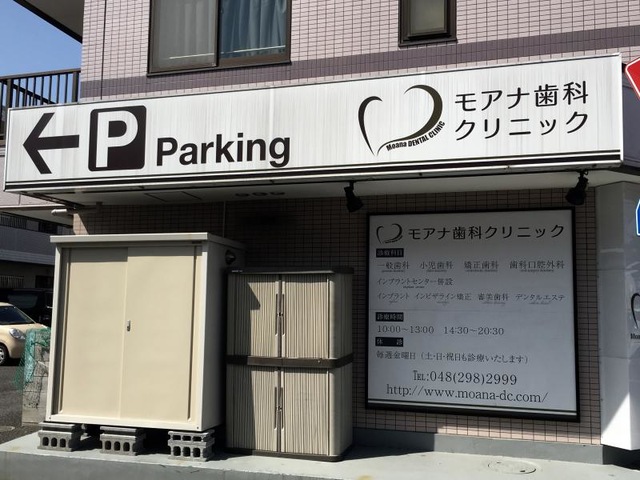 P Parking
Moana DENTAL CLINIC
モアナ歯科
クリニック
モアナ歯科クリニック
診療科目
一般歯科 小児歯科 矯正歯科 歯科口腔外科
インプラントセンター併設
インプラント インビザライン矯正 審美歯科 デンタルエステ
診療時間
10:00~13:00 14:30~20:30
休診
毎週金曜日（土・日・祝日も診療いたします）
TEL:048(298)2999
http://www.moana-dc.com/